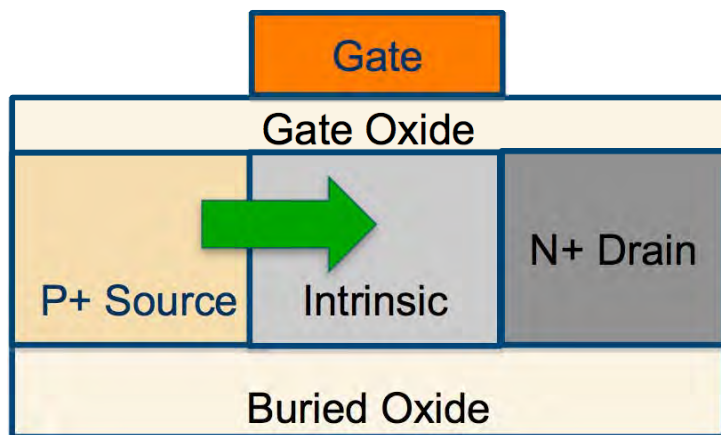 Gate
Gate Oxide
P+ Source
Intrinsic
N+ Drain
Buried Oxide